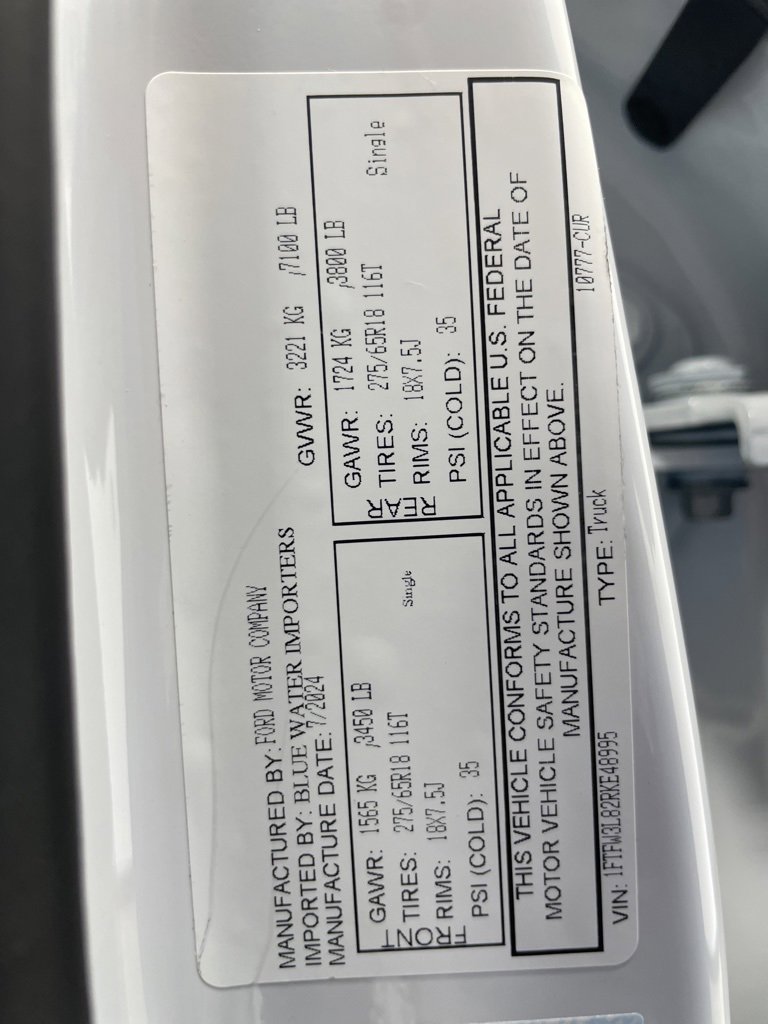 MANUFACTURED BY: FORD MOTOR COMPANY
IMPORTED BY: BLUE WATER IMPORTERS
MANUFACTURE DATE: 7/2024
GVWR: 3221 KG /7100 LB
FRONT
GAWR: 1565 KG /3450 LB
TIRES: 275/65R18 116T
Single
RIMS: 18X7.5J
PSI (COLD): 35
REAR
GAWR: 1724 KG /3800 LB
TIRES: 275/65R18 116T
Single
RIMS: 18X7.5J
PSI (COLD): 35
THIS VEHICLE CONFORMS TO ALL APPLICABLE U.S. FEDERAL
MOTOR VEHICLE SAFETY STANDARDS IN EFFECT ON THE DATE OF
MANUFACTURE SHOWN ABOVE.
VIN: 1FTFW3L82RKE48995 TYPE: Truck 10777-CUR